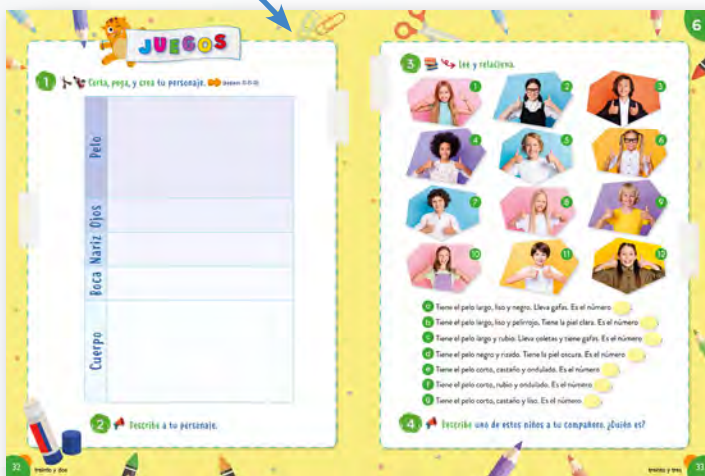 JUEGOS
1 Corta, pega, y crea tu personaje.
Pelo
Ojos
Nariz
Boca
Cuerpo
2 Describe a tu personaje.
32 treinta y dos
6
3 Lee y relaciona.
1
2
3
4
5
6
7
8
9
10
11
12
a Tiene el pelo largo, liso y negro. Lleva gafas. Es el número
b Tiene el pelo largo, liso y pelirrojo. Tiene la piel clara. Es el número
c Tiene el pelo largo y rubio. Lleva coletas y tiene gafas. Es el número
d Tiene el pelo negro y rizado. Tiene la piel oscura. Es el número
e Tiene el pelo corto, castaño y ondulado. Es el número
f Tiene el pelo corto, rubio y ondulado. Es el número
g Tiene el pelo corto, castaño y liso. Es el número
4 Describe uno de estos niños a tu compañero. ¿Quién es?
treinta y tres 33